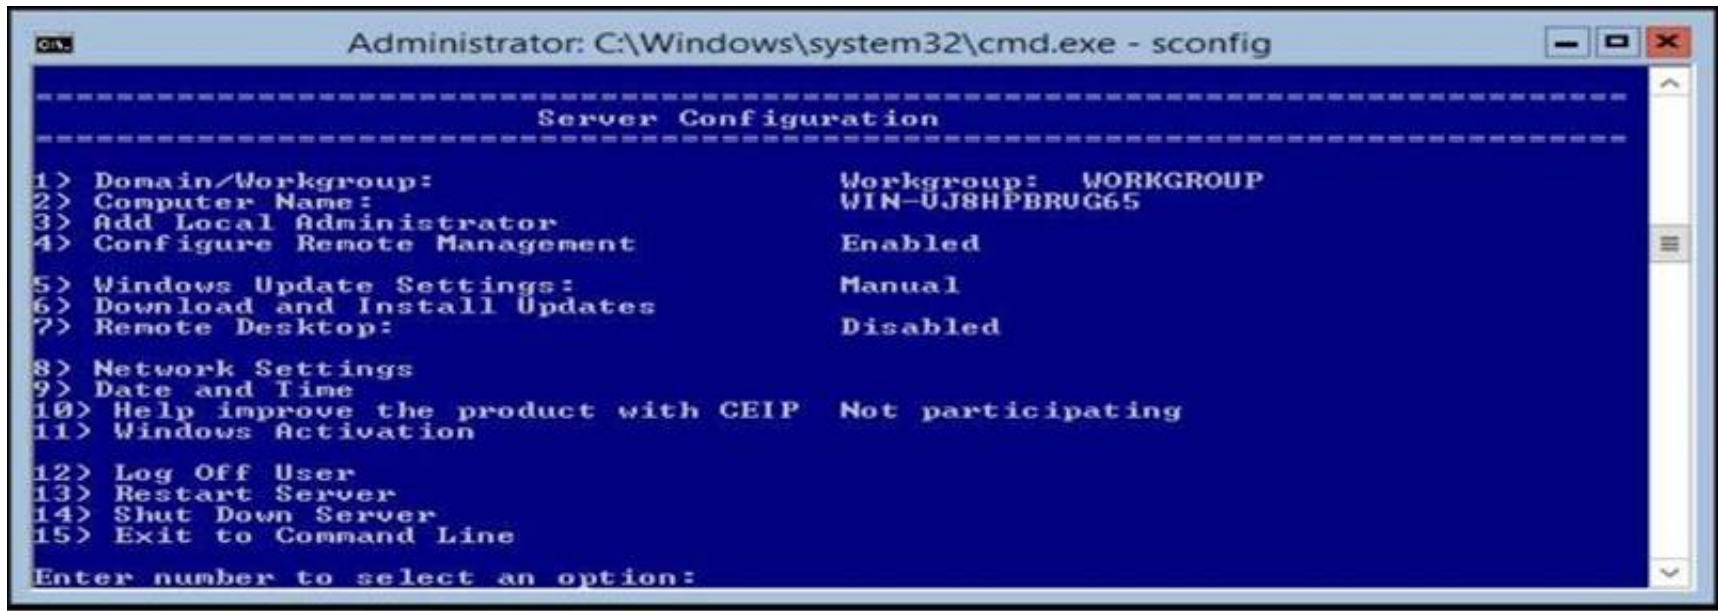 Administrator: C:\Windows\system32\cmd.exe - sconfig
Server Configuration
1) Domain/Workgroup: Workgroup: WORKGROUP
2) Computer Name: WIN-UJ8HPBRUG65
3) Add Local Administrator
4) Configure Remote Management Enabled
5) Windows Update Settings: Manual
6) Download and Install Updates
7) Remote Desktop: Disabled
8) Network Settings
9) Date and Time
10) Help improve the product with CEIP Not participating
11) Windows Activation
12) Log Off User
13) Restart Server
14) Shut Down Server
15) Exit to Command Line
Enter number to select an option: